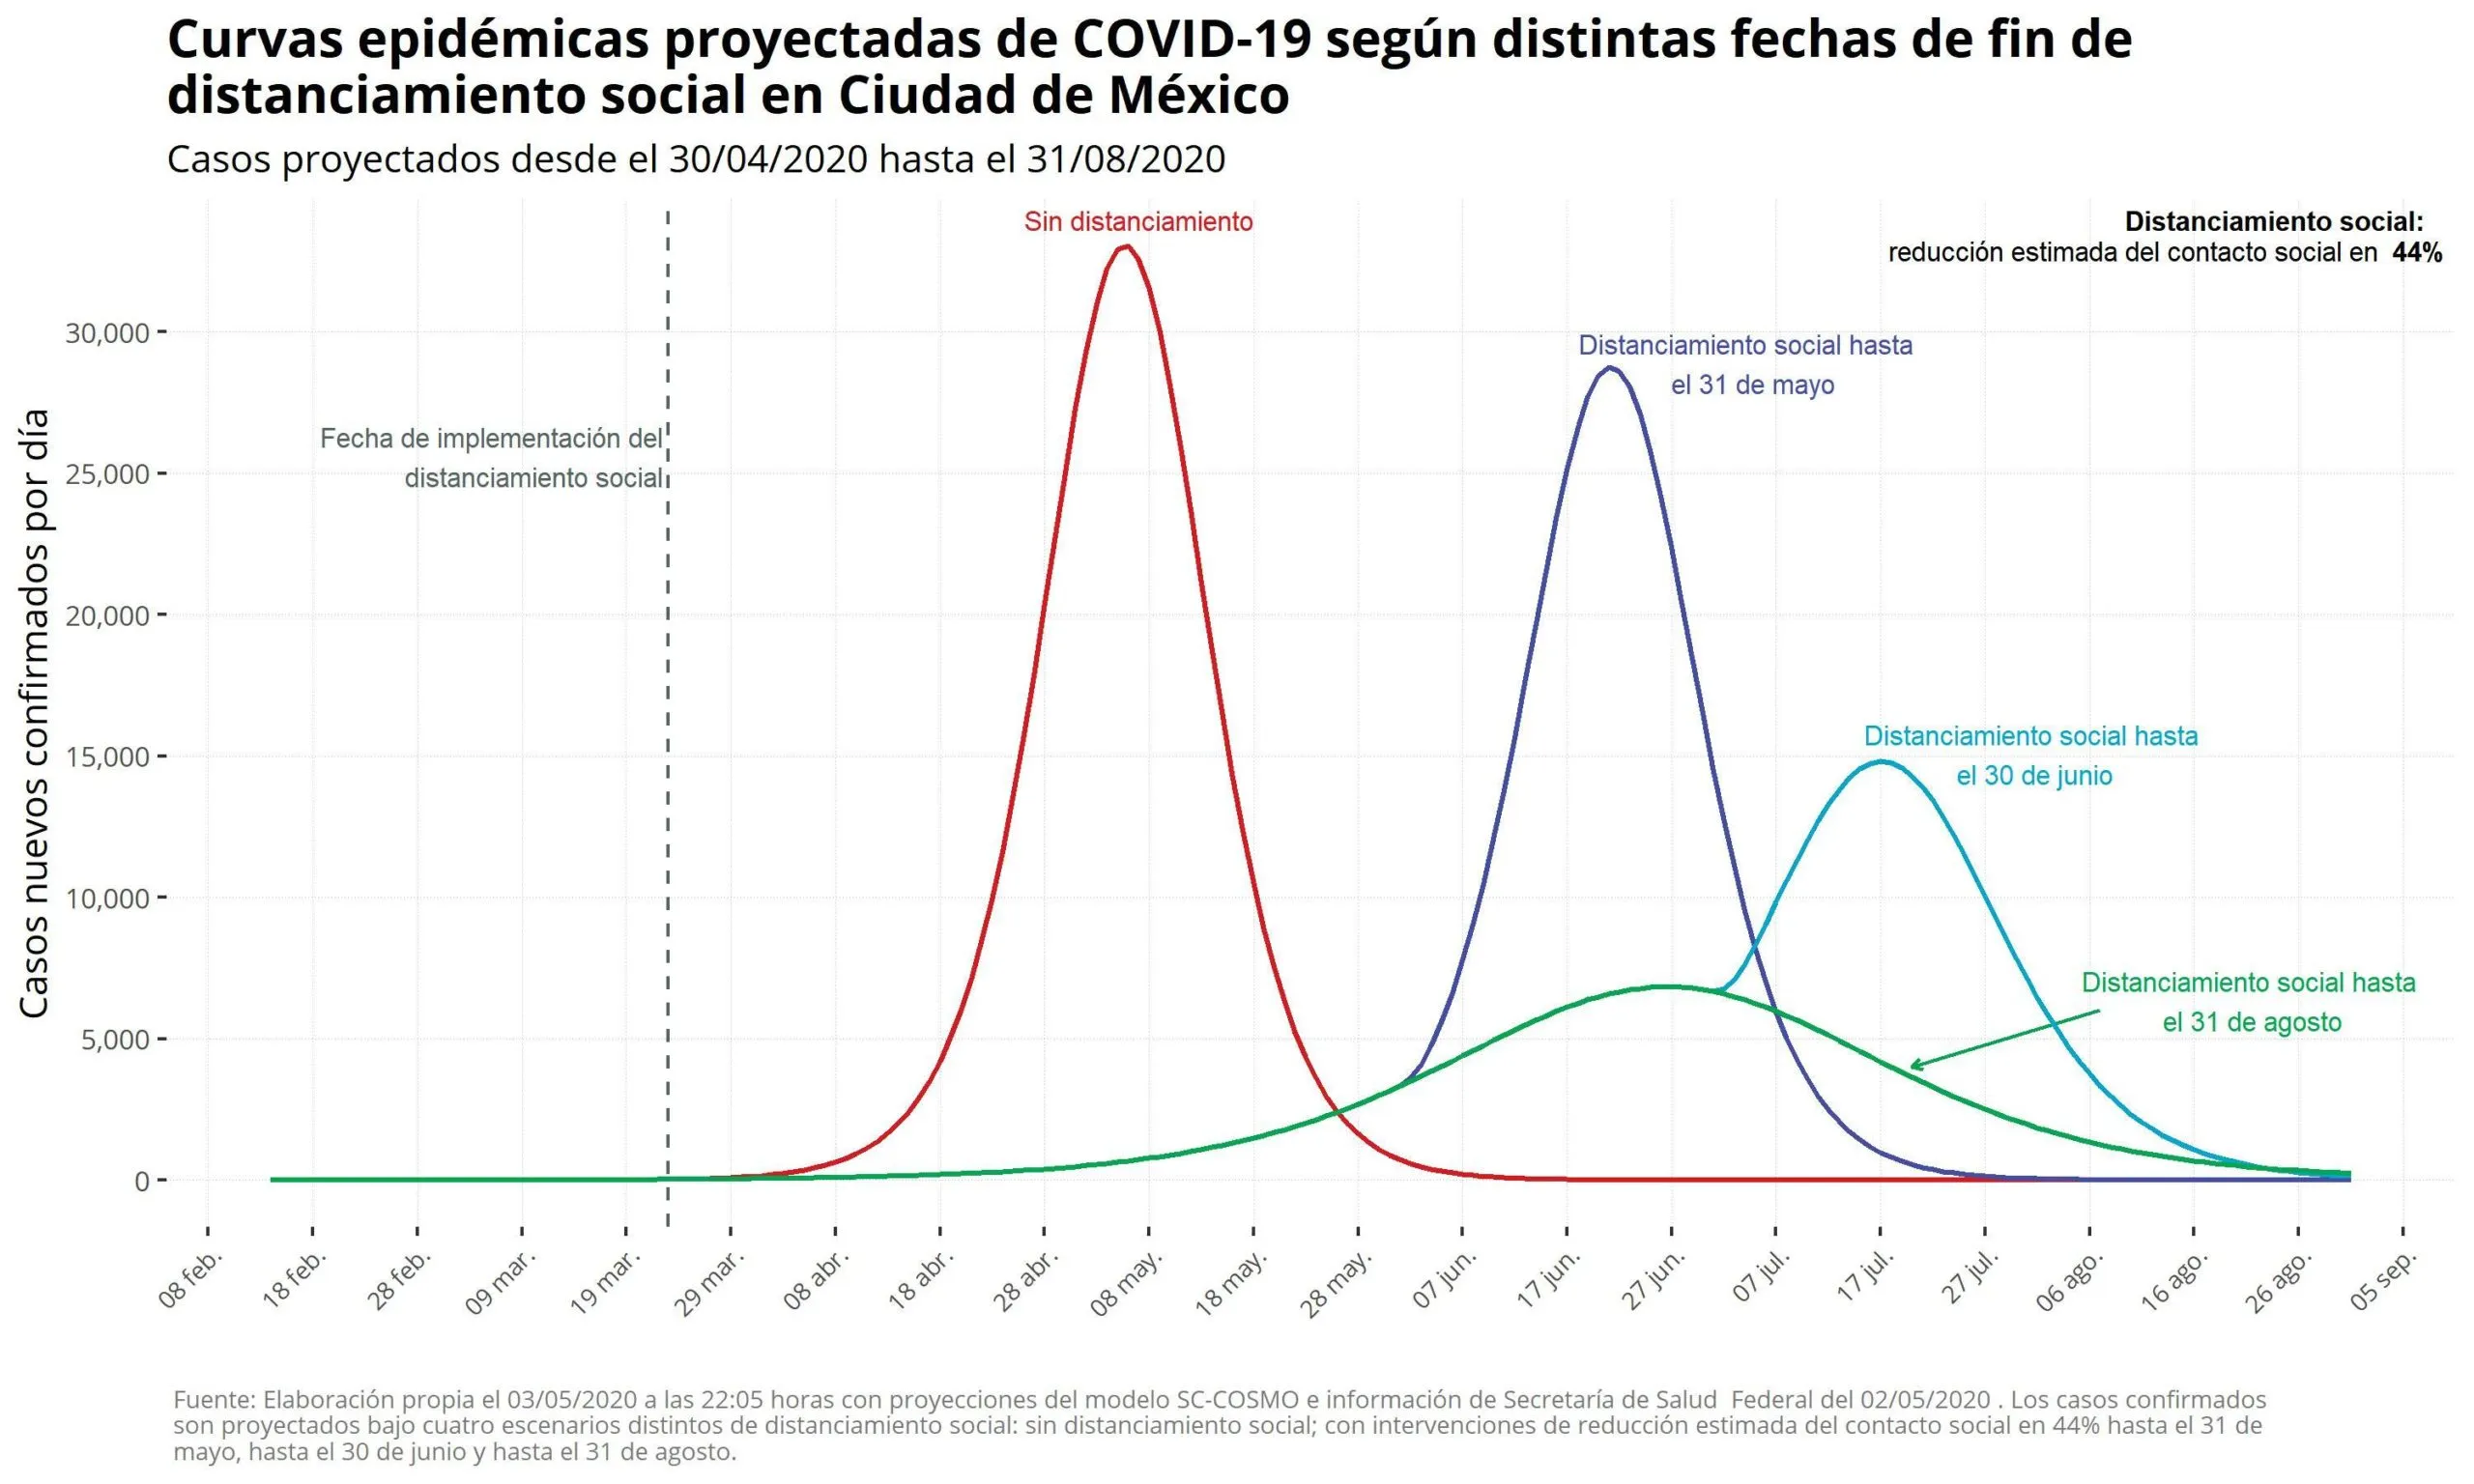 Curvas epidémicas proyectadas de COVID-19 según distintas fechas de fin de
distanciamiento social en Ciudad de México
Casos proyectados desde el 30/04/2020 hasta el 31/08/2020
Sin distanciamiento
Distanciamiento social:
reducción estimada del contacto social en 44%
Distanciamiento social hasta
el 31 de mayo
Fecha de implementación del
distanciamiento social
Distanciamiento social hasta
el 30 de junio
Distanciamiento social hasta
el 31 de agosto
Casos nuevos confirmados por día
30,000
25,000
20,000
15,000
10,000
5,000
0
08 feb.
18 feb.
28 feb.
09 mar.
19 mar.
29 mar.
08 abr.
18 abr.
28 abr.
08 may.
18 may.
28 may.
07 jun.
17 jun.
27 jun.
07 jul.
17 jul.
27 jul.
06 ago.
16 ago.
26 ago.
05 sep.
Fuente: Elaboración propia el 03/05/2020 a las 22:05 horas con proyecciones del modelo SC-COSMO e información de Secretaría de Salud Federal del 02/05/2020 . Los casos confirmados
son proyectados bajo cuatro escenarios distintos de distanciamiento social: sin distanciamiento social; con intervenciones de reducción estimada del contacto social en 44% hasta el 31 de
mayo, hasta el 30 de junio y hasta el 31 de agosto.